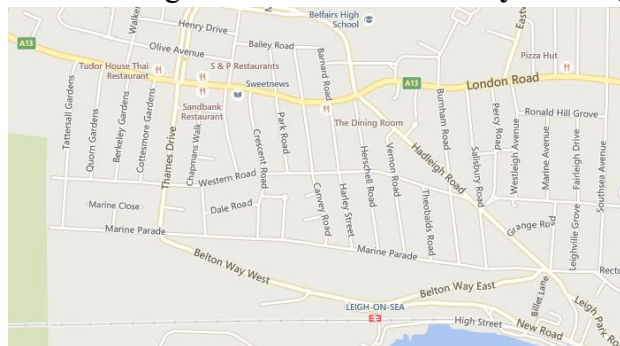 Belfairs High
School
Walker
Henry Drive
Eastw
Olive Avenue
Bailey Road
A13
Tudor House Thai
Restaurant
S & P Restaurants
Sweetnews
Barnard Road
A13
London Road
Pizza Hut
Sandbank
Restaurant
The Dining Room
Ronald Hill Grove
Tattersall Gardens
Quorn Gardens
Berkeley Gardens
Cottesmore Gardens
Thames Drive
Chapmans Walk
Crescent Road
Park Road
Burnham Road
Percy Road
Hadleigh Road
Westleigh Avenue
Marine Avenue
Fairleigh Drive
Southsea Avenue
Western Road
Canvey Road
Harley Street
Herschell Road
Vernon Road
Theobalds Road
Salisbury Road
Marine Close
Dale Road
Marine Parade
Marine Parade
Grange Road
Leighville Grove
Belton Way West
Belton Way East
Billet Lane
Recto
LEIGH-ON-SEA
High Street
New Road
Leigh Park Ro